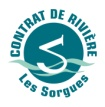 CONTRAT DE RIVIÈRE
S
Les Sorgues